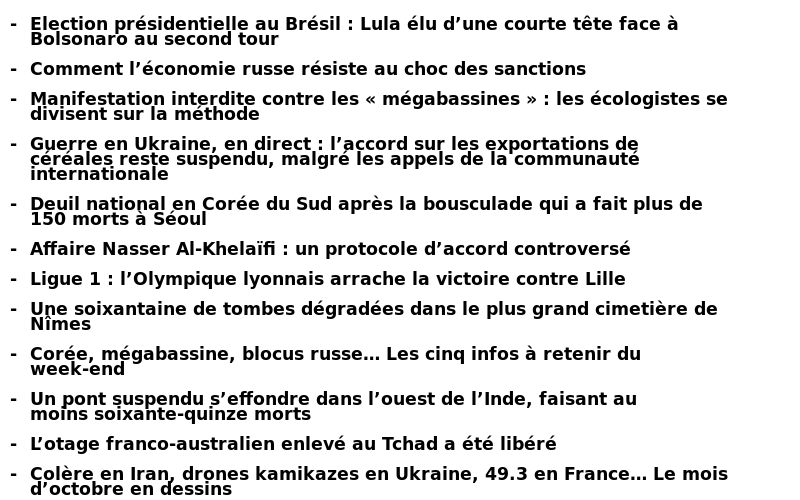 - Election présidentielle au Brésil : Lula élu d’une courte tête face à
Bolsonaro au second tour
- Comment l’économie russe résiste au choc des sanctions
- Manifestation interdite contre les « mégabassines » : les écologistes se
divisent sur la méthode
- Guerre en Ukraine, en direct : l’accord sur les exportations de
céréales reste suspendu, malgré les appels de la communauté
internationale
- Deuil national en Corée du Sud après la bousculade qui a fait plus de
150 morts à Séoul
- Affaire Nasser Al-Khelaïfi : un protocole d’accord controversé
- Ligue 1 : l’Olympique lyonnais arrache la victoire contre Lille
- Une soixantaine de tombes dégradées dans le plus grand cimetière de
Nîmes
- Corée, mégabassine, blocus russe… Les cinq infos à retenir du
week-end
- Un pont suspendu s’effondre dans l’ouest de l’Inde, faisant au
moins soixante-quinze morts
- L’otage franco-australien enlevé au Tchad a été libéré
- Colère en Iran, drones kamikazes en Ukraine, 49.3 en France… Le mois
d’octobre en dessins